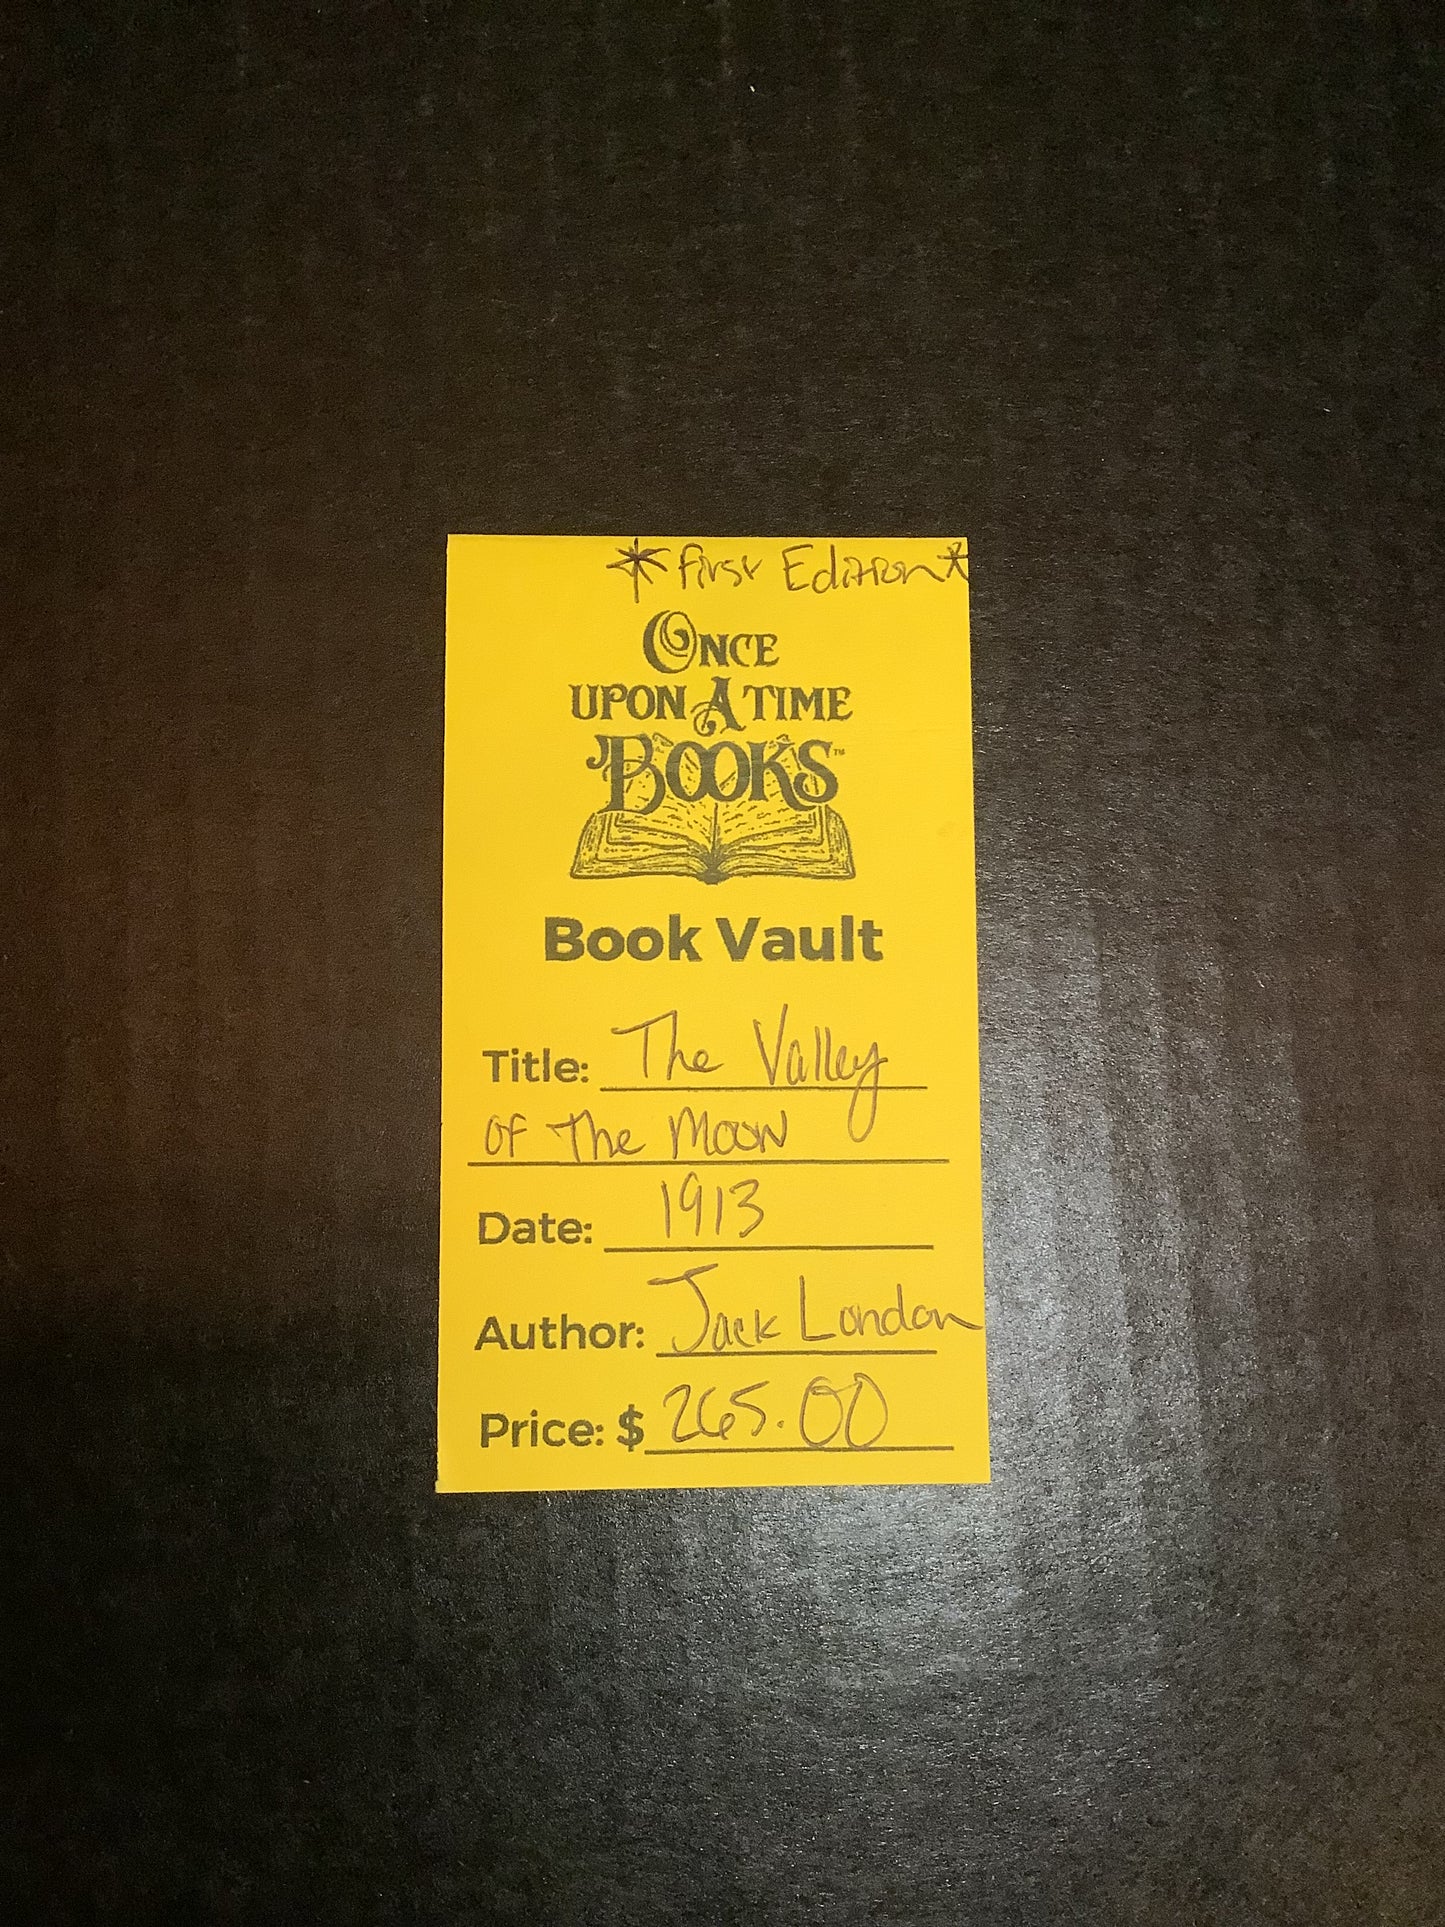 *First Edition*
ONCE
UPON A TIME
BOOKS™
Book Vault
Title: The Valley
of The Moon
Date: 1913
Author: Jack London
Price: $265.00